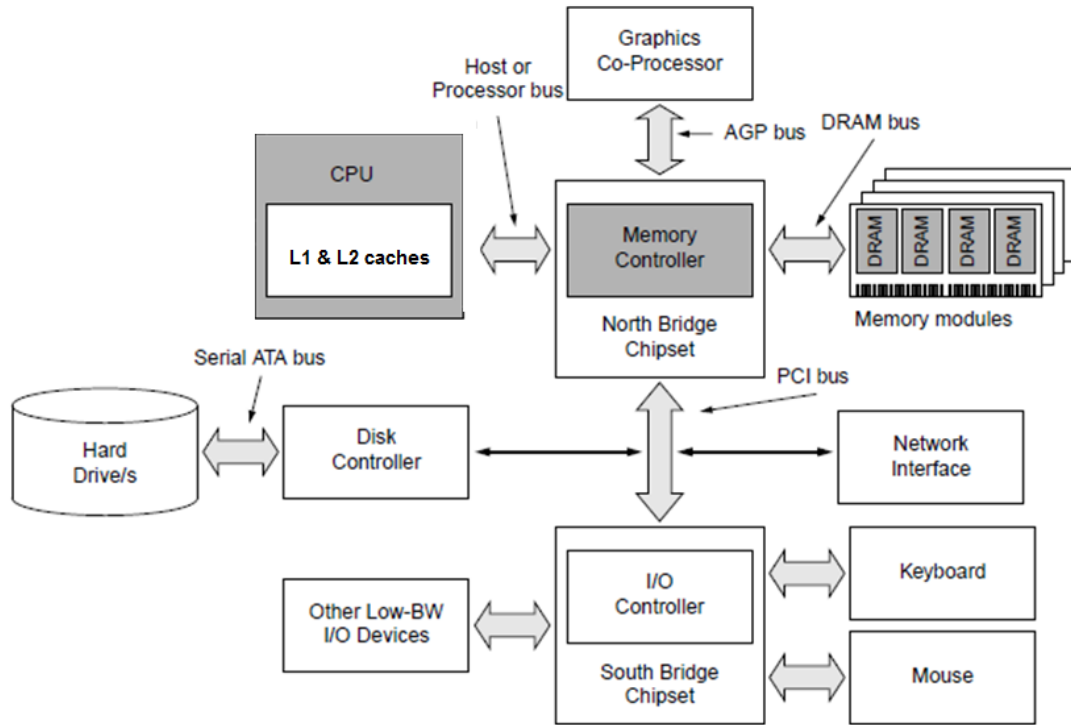 Graphics
Co-Processor
Host or
Processor bus
AGP bus
DRAM bus
CPU
L1 & L2 caches
Memory
Controller
North Bridge
Chipset
DRAM
DRAM
DRAM
DRAM
Memory modules
Serial ATA bus
PCI bus
Hard
Drive/s
Disk
Controller
Network
Interface
Other Low-BW
I/O Devices
I/O
Controller
South Bridge
Chipset
Keyboard
Mouse